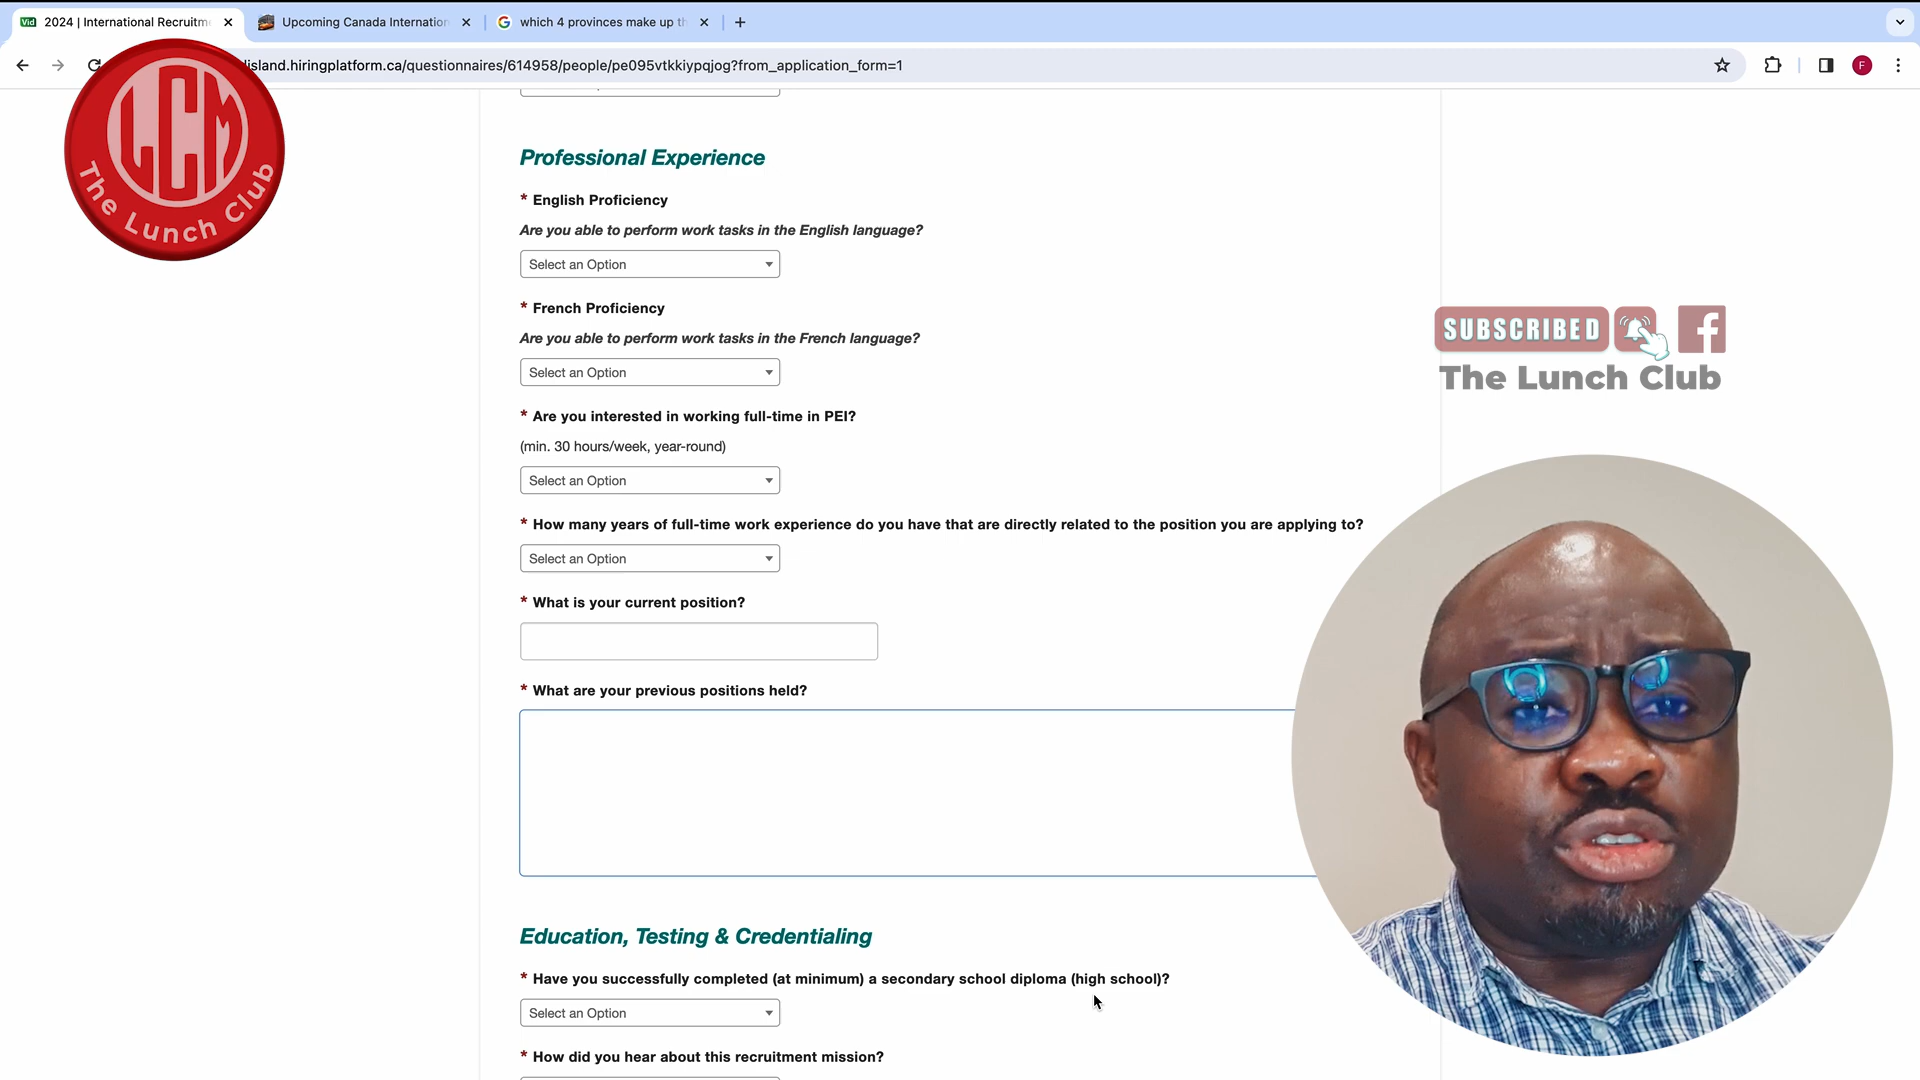 2024 | International Recruitm
Upcoming Canada Internation
which 4 provinces make up th
island.hiringplatform.ca/questionnaires/614958/people/pe095vtkkiypqjog?from_application_form=1
F
LCM
The Lunch Club
Professional Experience
* English Proficiency
Are you able to perform work tasks in the English language?
Select an Option
* French Proficiency
Are you able to perform work tasks in the French language?
Select an Option
SUBSCRIBED
The Lunch Club
* Are you interested in working full-time in PEI?
(min. 30 hours/week, year-round)
Select an Option
* How many years of full-time work experience do you have that are directly related to the position you are applying to?
Select an Option
* What is your current position?
* What are your previous positions held?
Education, Testing & Credentialing
* Have you successfully completed (at minimum) a secondary school diploma (high school)?
Select an Option
* How did you hear about this recruitment mission?